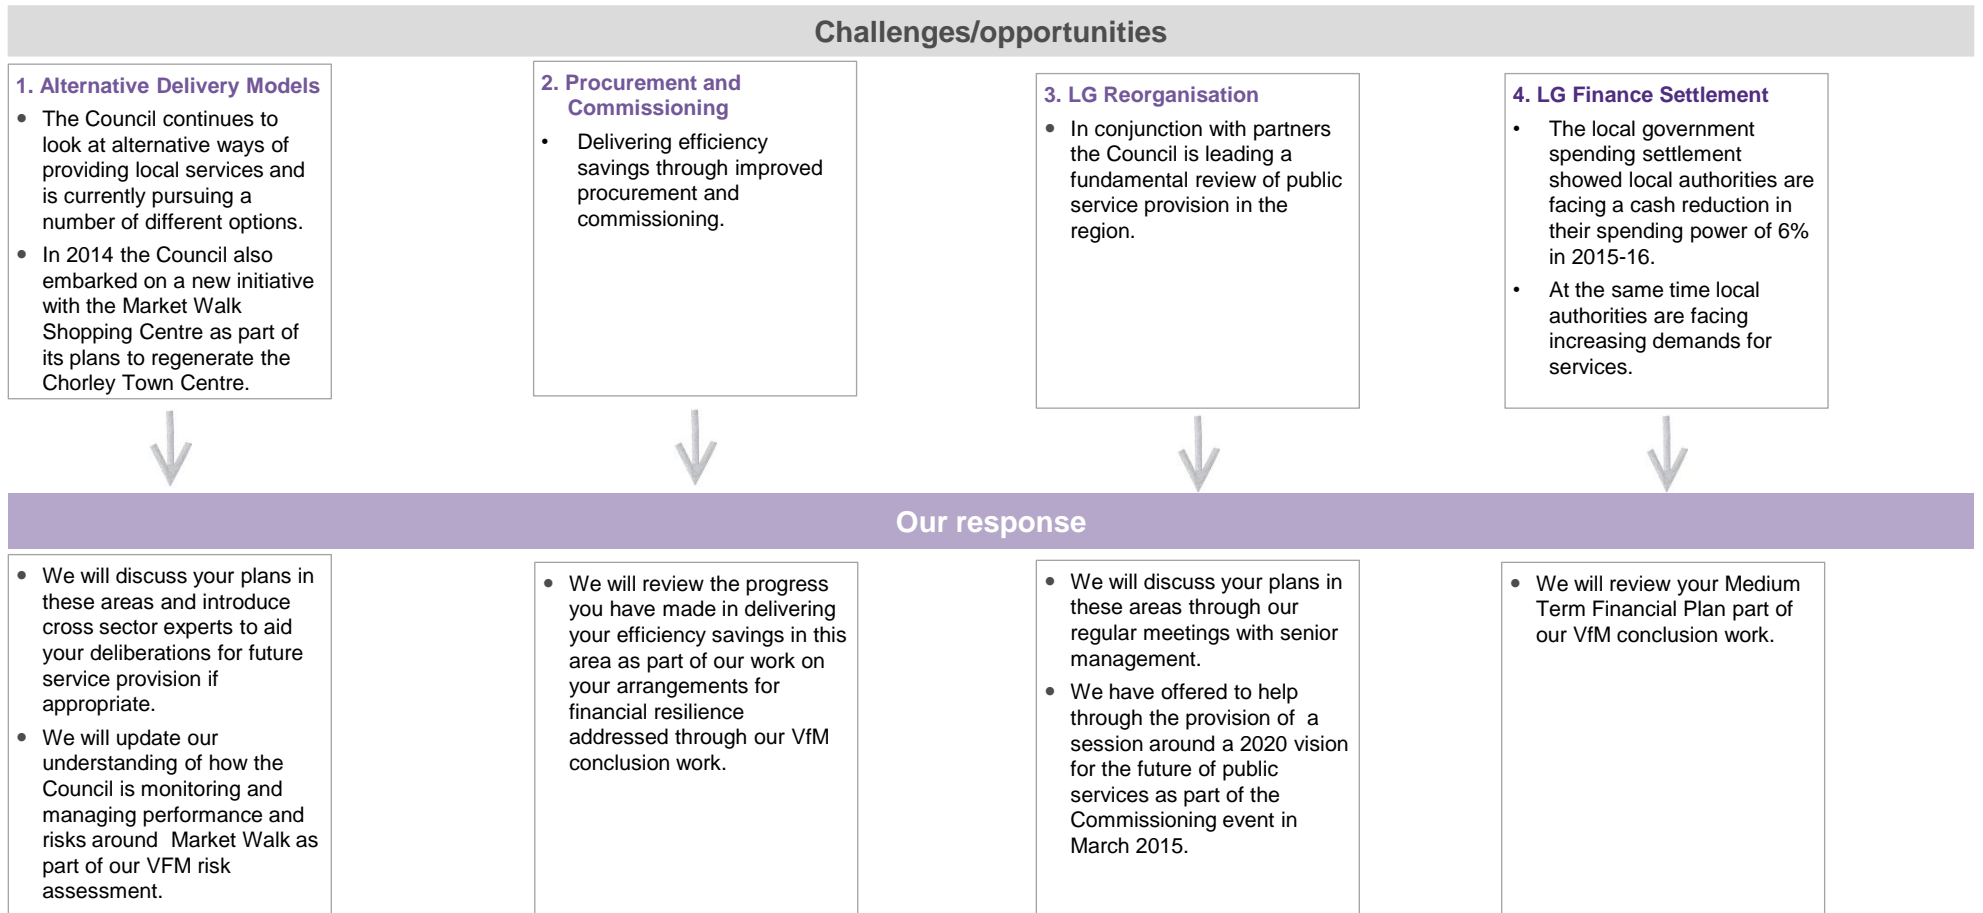 Challenges/opportunities
1. Alternative Delivery Models
• The Council continues to
look at alternative ways of
providing local services and
is currently pursuing a
number of different options.
• In 2014 the Council also
embarked on a new initiative
with the Market Walk
Shopping Centre as part of
its plans to regenerate the
Chorley Town Centre.
2. Procurement and
Commissioning
• Delivering efficiency
savings through improved
procurement and
commissioning.
3. LG Reorganisation
• In conjunction with partners
the Council is leading a
fundamental review of public
service provision in the
region.
4. LG Finance Settlement
• The local government
spending settlement
showed local authorities are
facing a cash reduction in
their spending power of 6%
in 2015-16.
• At the same time local
authorities are facing
increasing demands for
services.
Our response
• We will discuss your plans in
these areas and introduce
cross sector experts to aid
your deliberations for future
service provision if
appropriate.
• We will update our
understanding of how the
Council is monitoring and
managing performance and
risks around Market Walk as
part of our VFM risk
assessment.
• We will review the progress
you have made in delivering
your efficiency savings in this
area as part of our work on
your arrangements for
financial resilience
addressed through our VfM
conclusion work.
• We will discuss your plans in
these areas through our
regular meetings with senior
management.
• We have offered to help
through the provision of a
session around a 2020 vision
for the future of public
services as part of the
Commissioning event in
March 2015.
• We will review your Medium
Term Financial Plan part of
our VfM conclusion work.